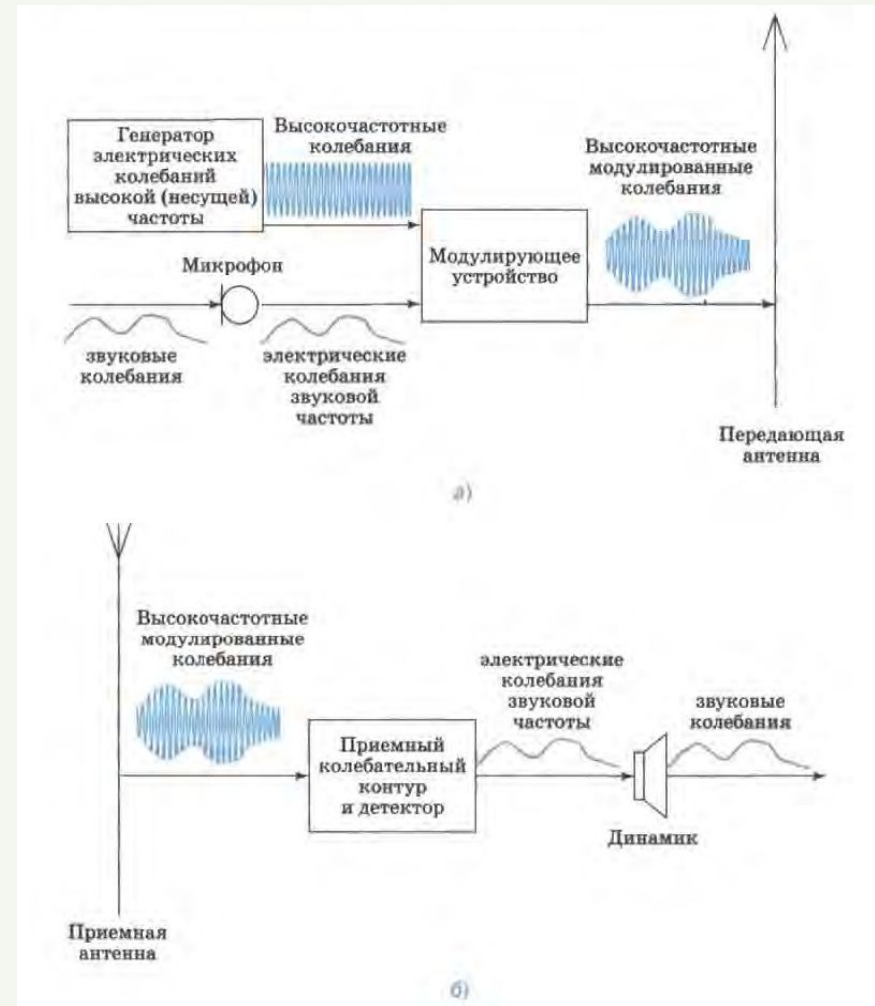 Генератор
электрических
колебаний
высокой (несущей)
частоты
Высокочастотные
колебания
Высокочастотные
модулированные
колебания
Микрофон
Модулирующее
устройство
звуковые
колебания
электрические
колебания
звуковой
частоты
Передающая
антенна
а)
Высокочастотные
модулированные
колебания
электрические
колебания
звуковой
частоты
звуковые
колебания
Приемный
колебательный
контур
и детектор
Динамик
Приемная
антенна
б)